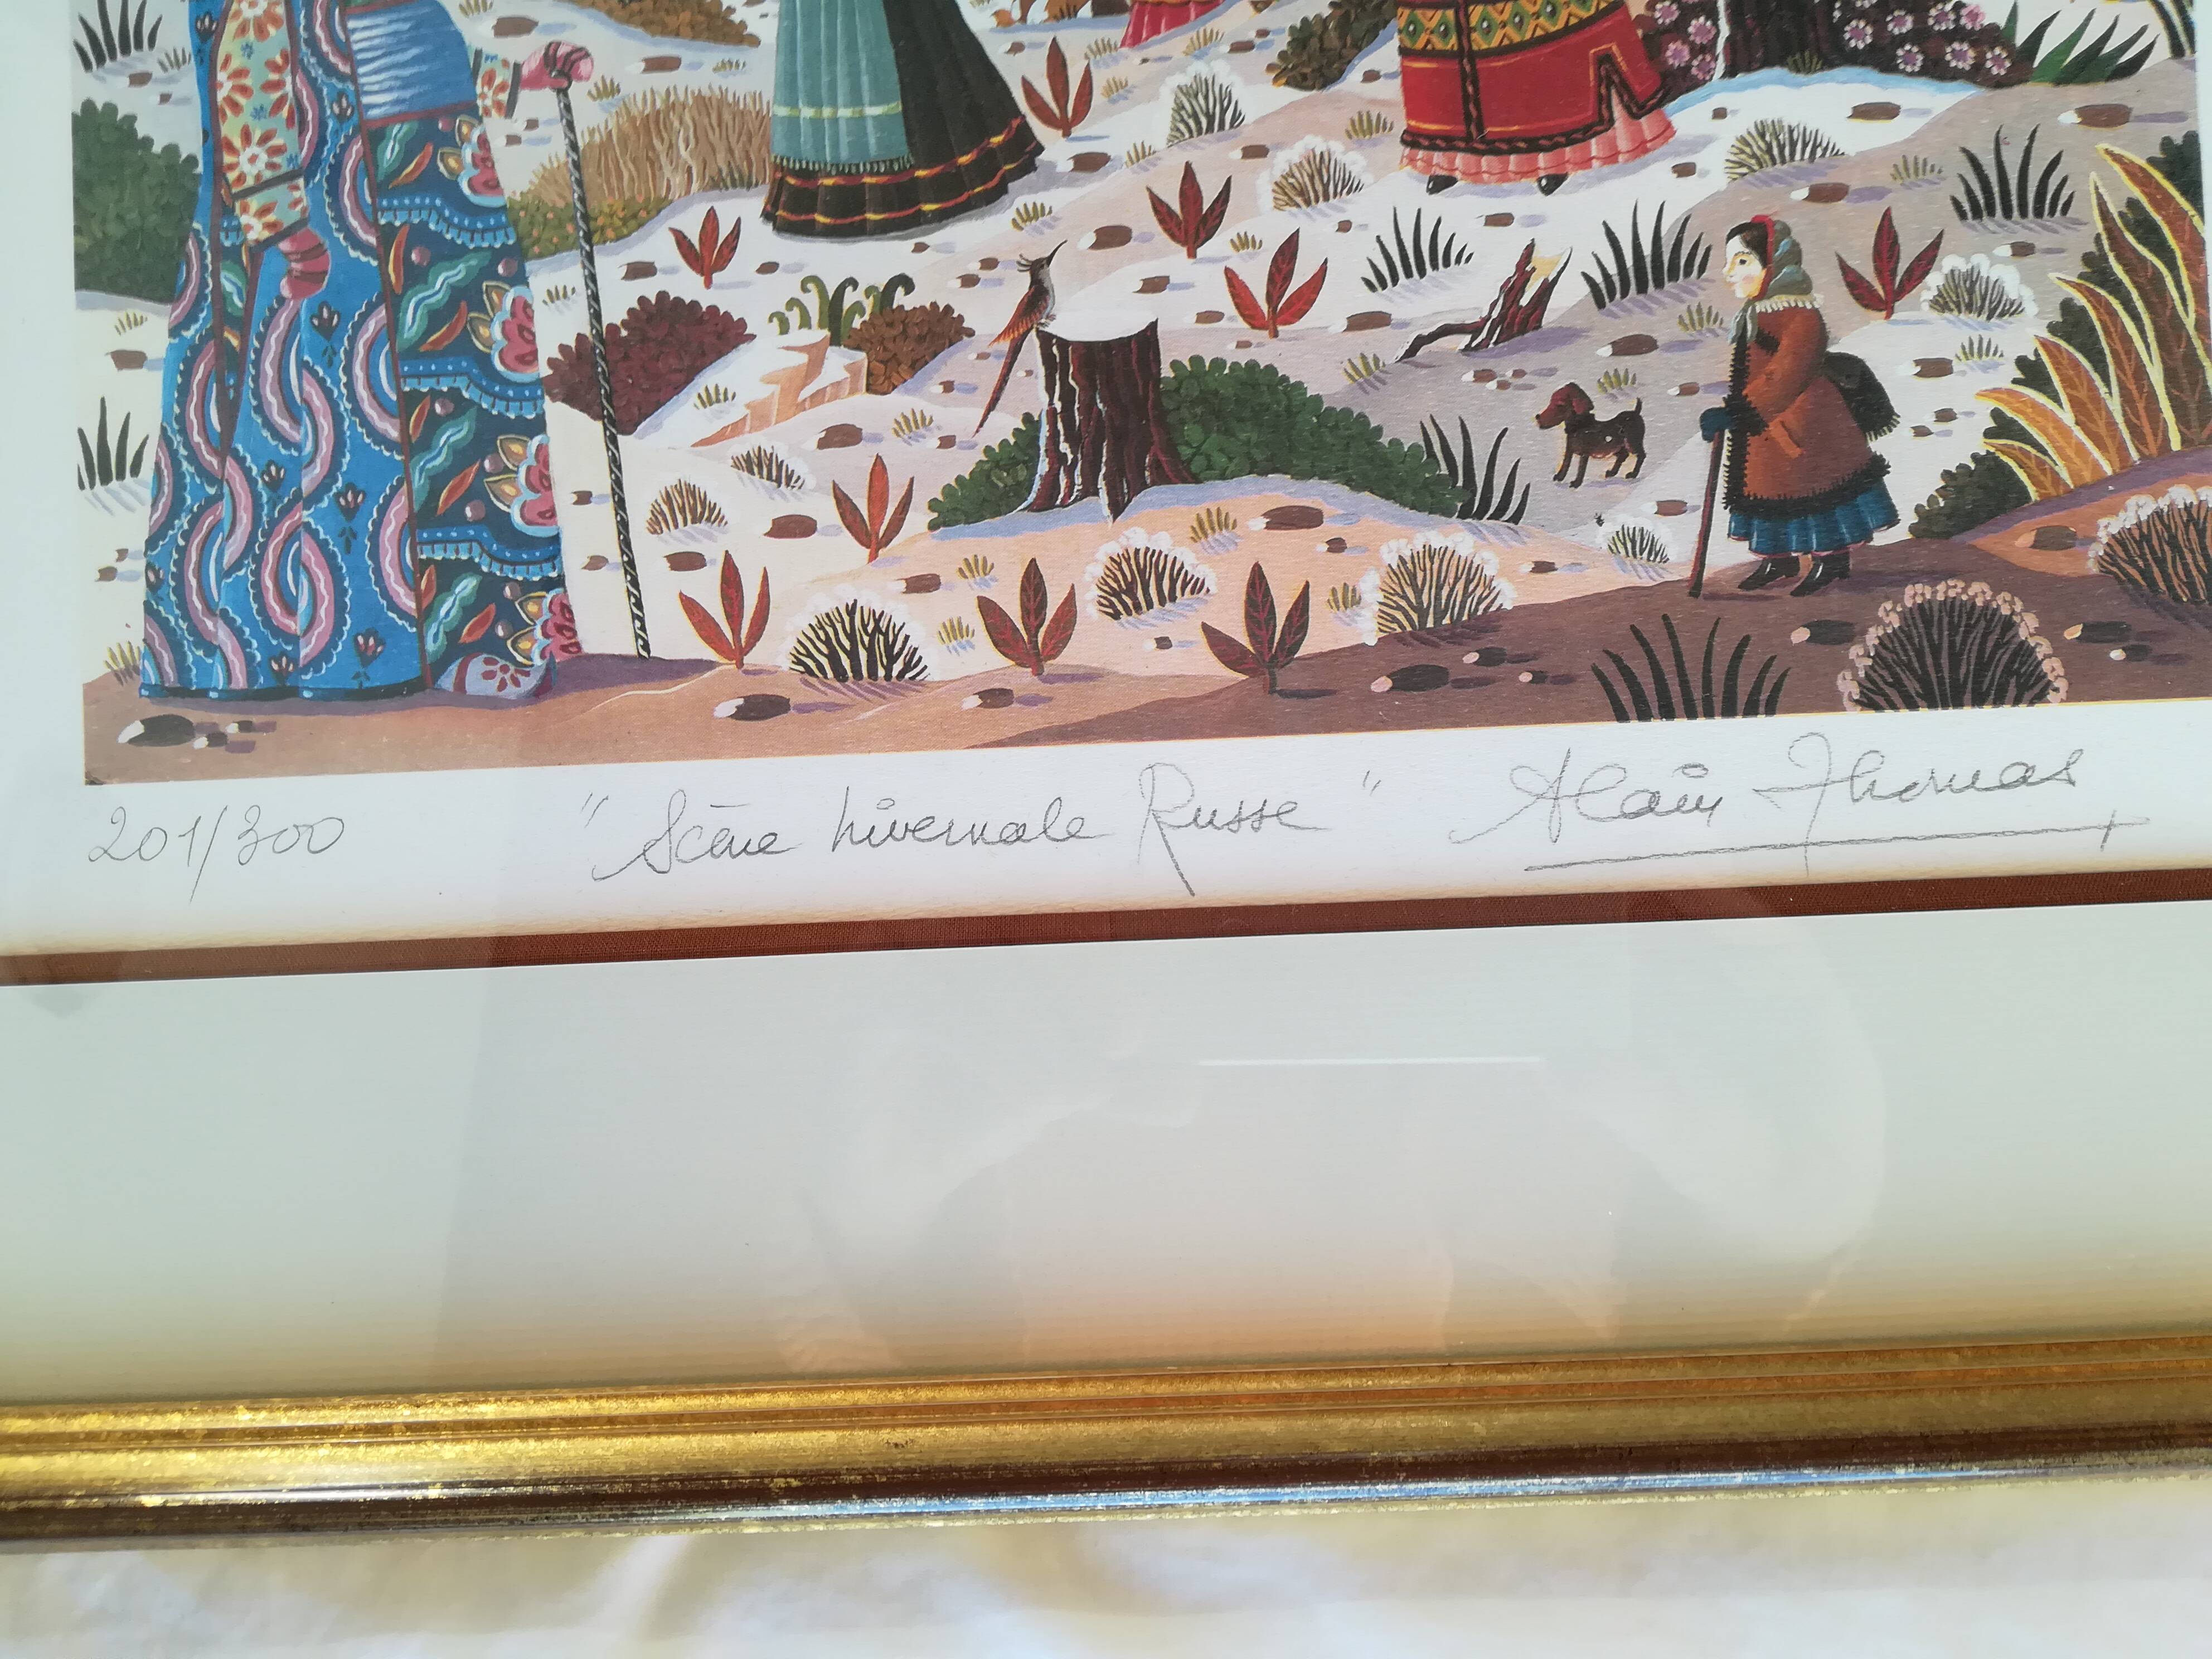 201/300 "Scène hivernale Russe" Alain Thomas